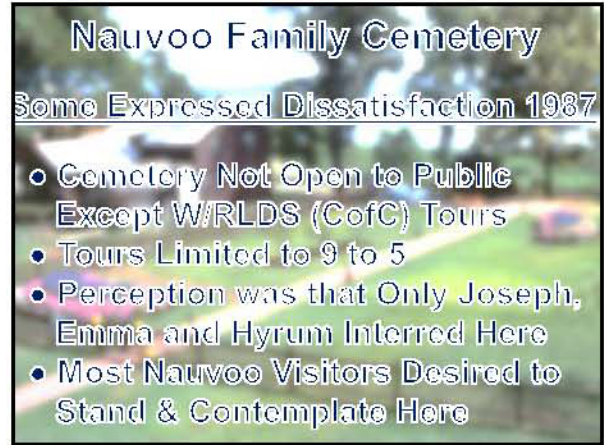 Nauvoo Family Cemetery
Some Expressed Dissatisfaction 1987
• Cemetery Not Open to Public
Except W/RLDS (CofC) Tours
• Tours Limited to 9 to 5
• Perception was that Only Joseph,
Emma and Hyrum Interred Here
• Most Nauvoo Visitors Desired to
Stand & Contemplate Here